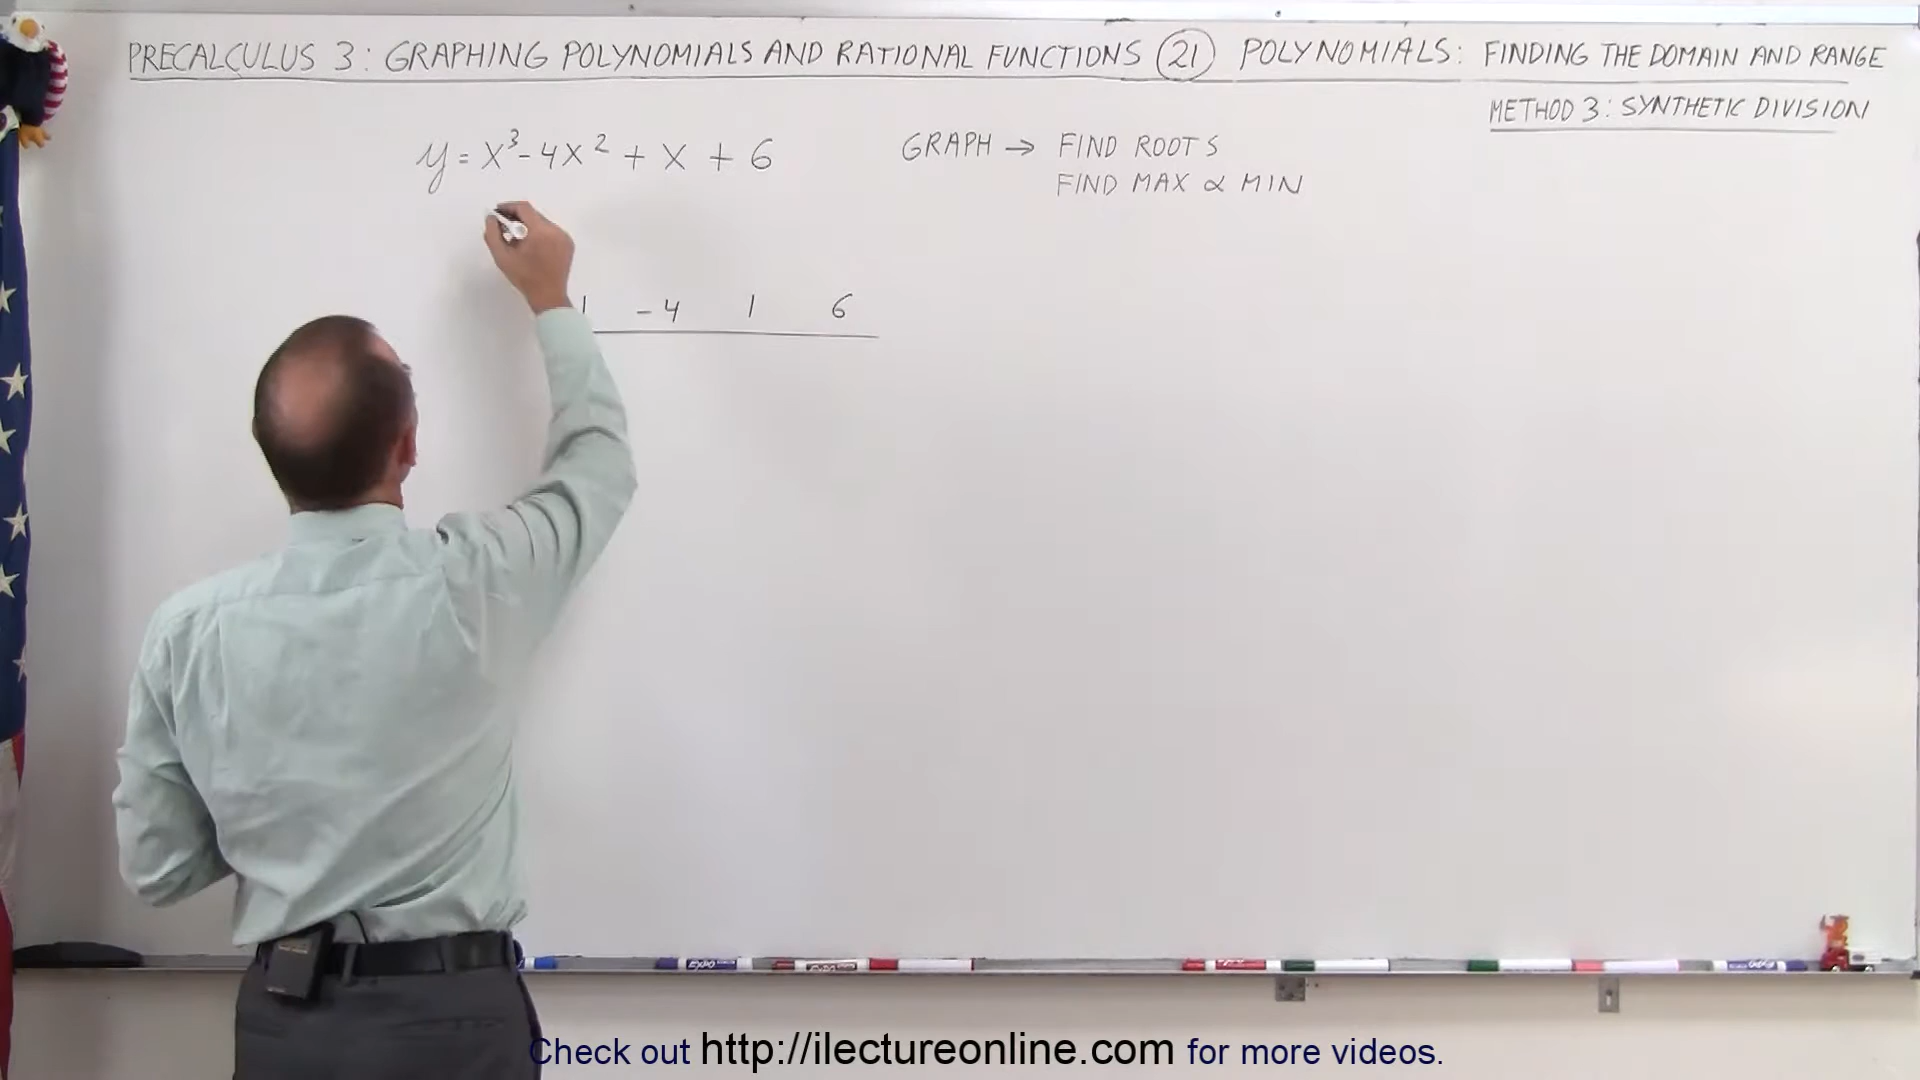 PRECALCULUS 3: GRAPHING POLYNOMIALS AND RATIONAL FUNCTIONS 21 POLYNOMIALS: FINDING THE DOMAIN AND RANGE
METHOD 3: SYNTHETIC DIVISION
y = x³ - 4x² + x + 6
GRAPH → FIND ROOTS
FIND MAX & MIN
1 -4 1 6
Check out http://ilectureonline.com for more videos.